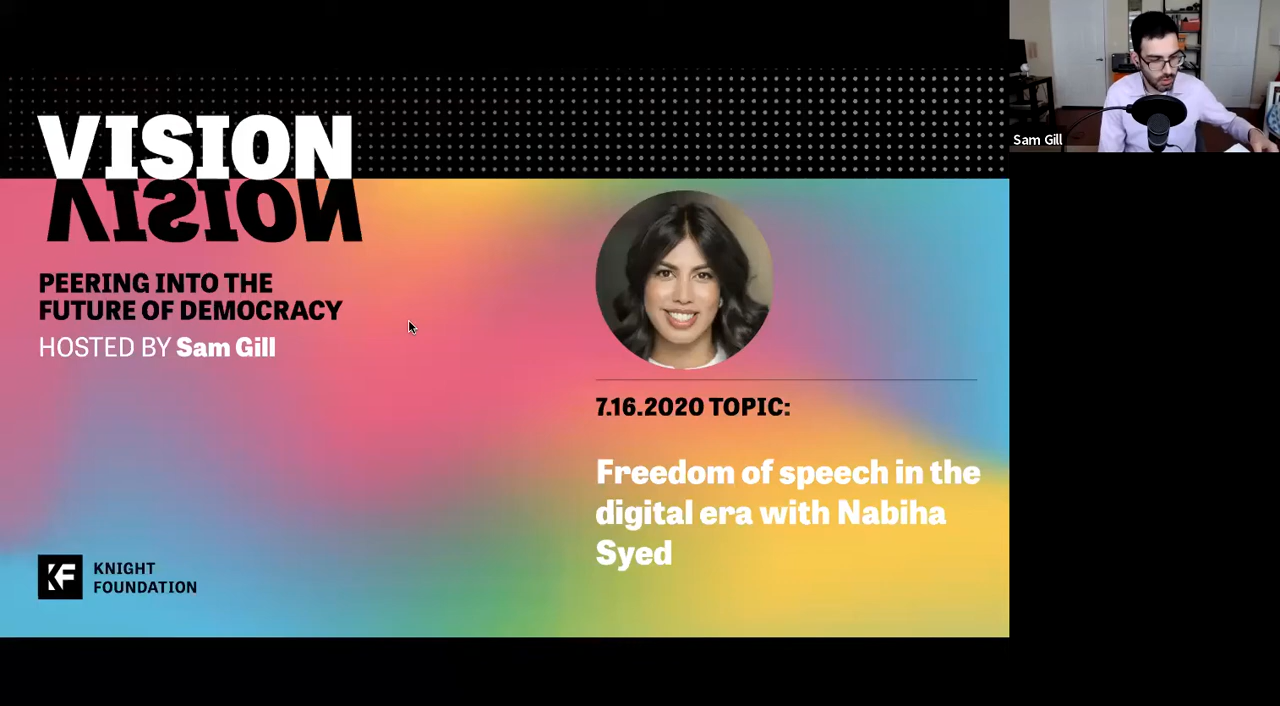 VISION
VISION
PEERING INTO THE
FUTURE OF DEMOCRACY
HOSTED BY Sam Gill
KF KNIGHT
FOUNDATION
7.16.2020 TOPIC:
Freedom of speech in the
digital era with Nabiha
Syed
Sam Gill